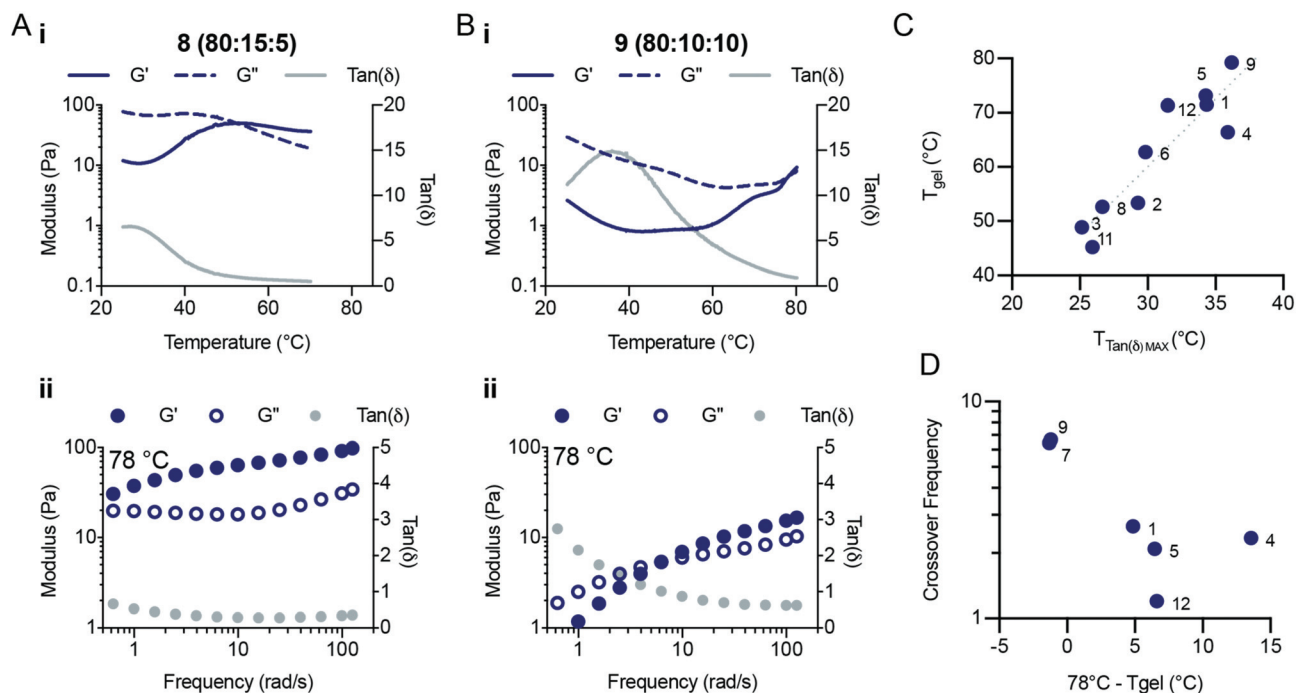 A
i
8 (80:15:5)
G' G" Tan(δ)
Modulus (Pa)
100
10
1
0.1
20
15
10
5
0
Tan(δ)
20 40 60 80
Temperature (°C)
B
i
9 (80:10:10)
G' G" Tan(δ)
Modulus (Pa)
100
10
1
0.1
20
15
10
5
0
Tan(δ)
20 40 60 80
Temperature (°C)
C
Tgel (°C)
80
70
60
50
40
9
5
1
12
4
6
8
2
3
11
20 25 30 35 40
TTan(δ) MAX (°C)
ii
G' G" Tan(δ)
78 °C
Modulus (Pa)
100
10
1
5
4
3
2
1
0
Tan(δ)
1 10 100
Frequency (rad/s)
ii
G' G" Tan(δ)
78 °C
Modulus (Pa)
100
10
1
5
4
3
2
1
0
Tan(δ)
1 10 100
Frequency (rad/s)
D
Crossover Frequency
10
1
9
7
1
5
4
12
-5 0 5 10 15
78°C - Tgel (°C)